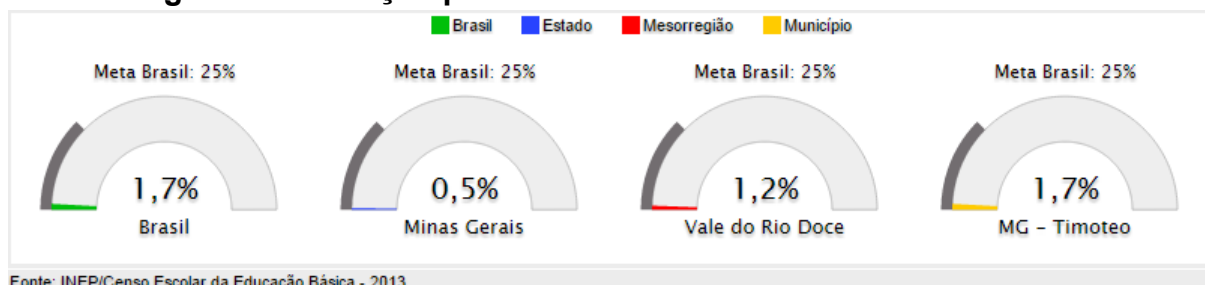 Brasil Estado Mesorregião Município
Meta Brasil: 25% Meta Brasil: 25% Meta Brasil: 25% Meta Brasil: 25%
1,7% 0,5% 1,2% 1,7%
Brasil Minas Gerais Vale do Rio Doce MG - Timoteo
Fonte: INEP/Censo Escolar da Educação Básica - 2013